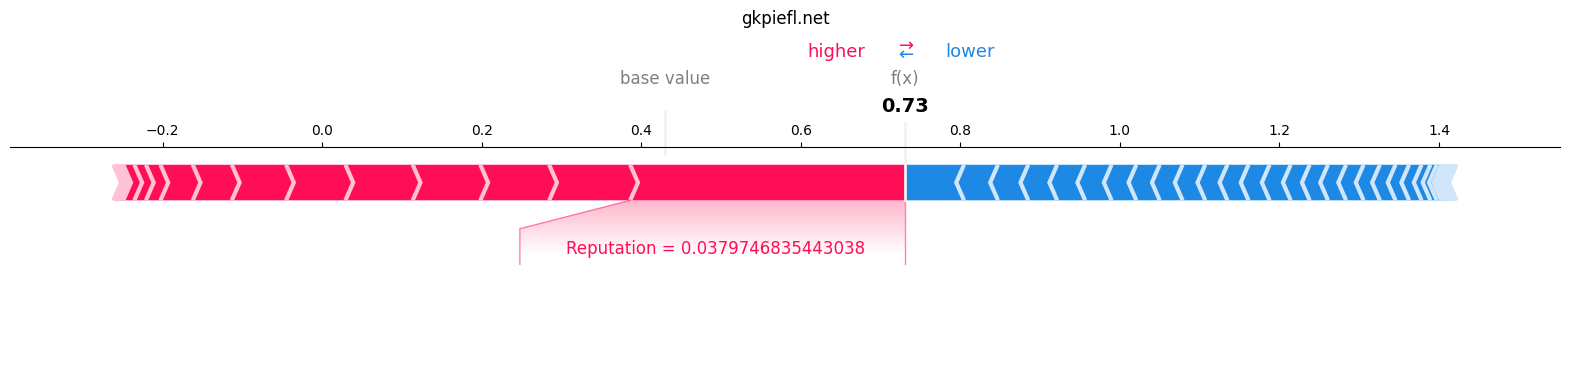 gkpiefl.net
higher ⇄ lower
base value f(x)
0.73
−0.2 0.0 0.2 0.4 0.6 0.8 1.0 1.2 1.4
Reputation = 0.0379746835443038